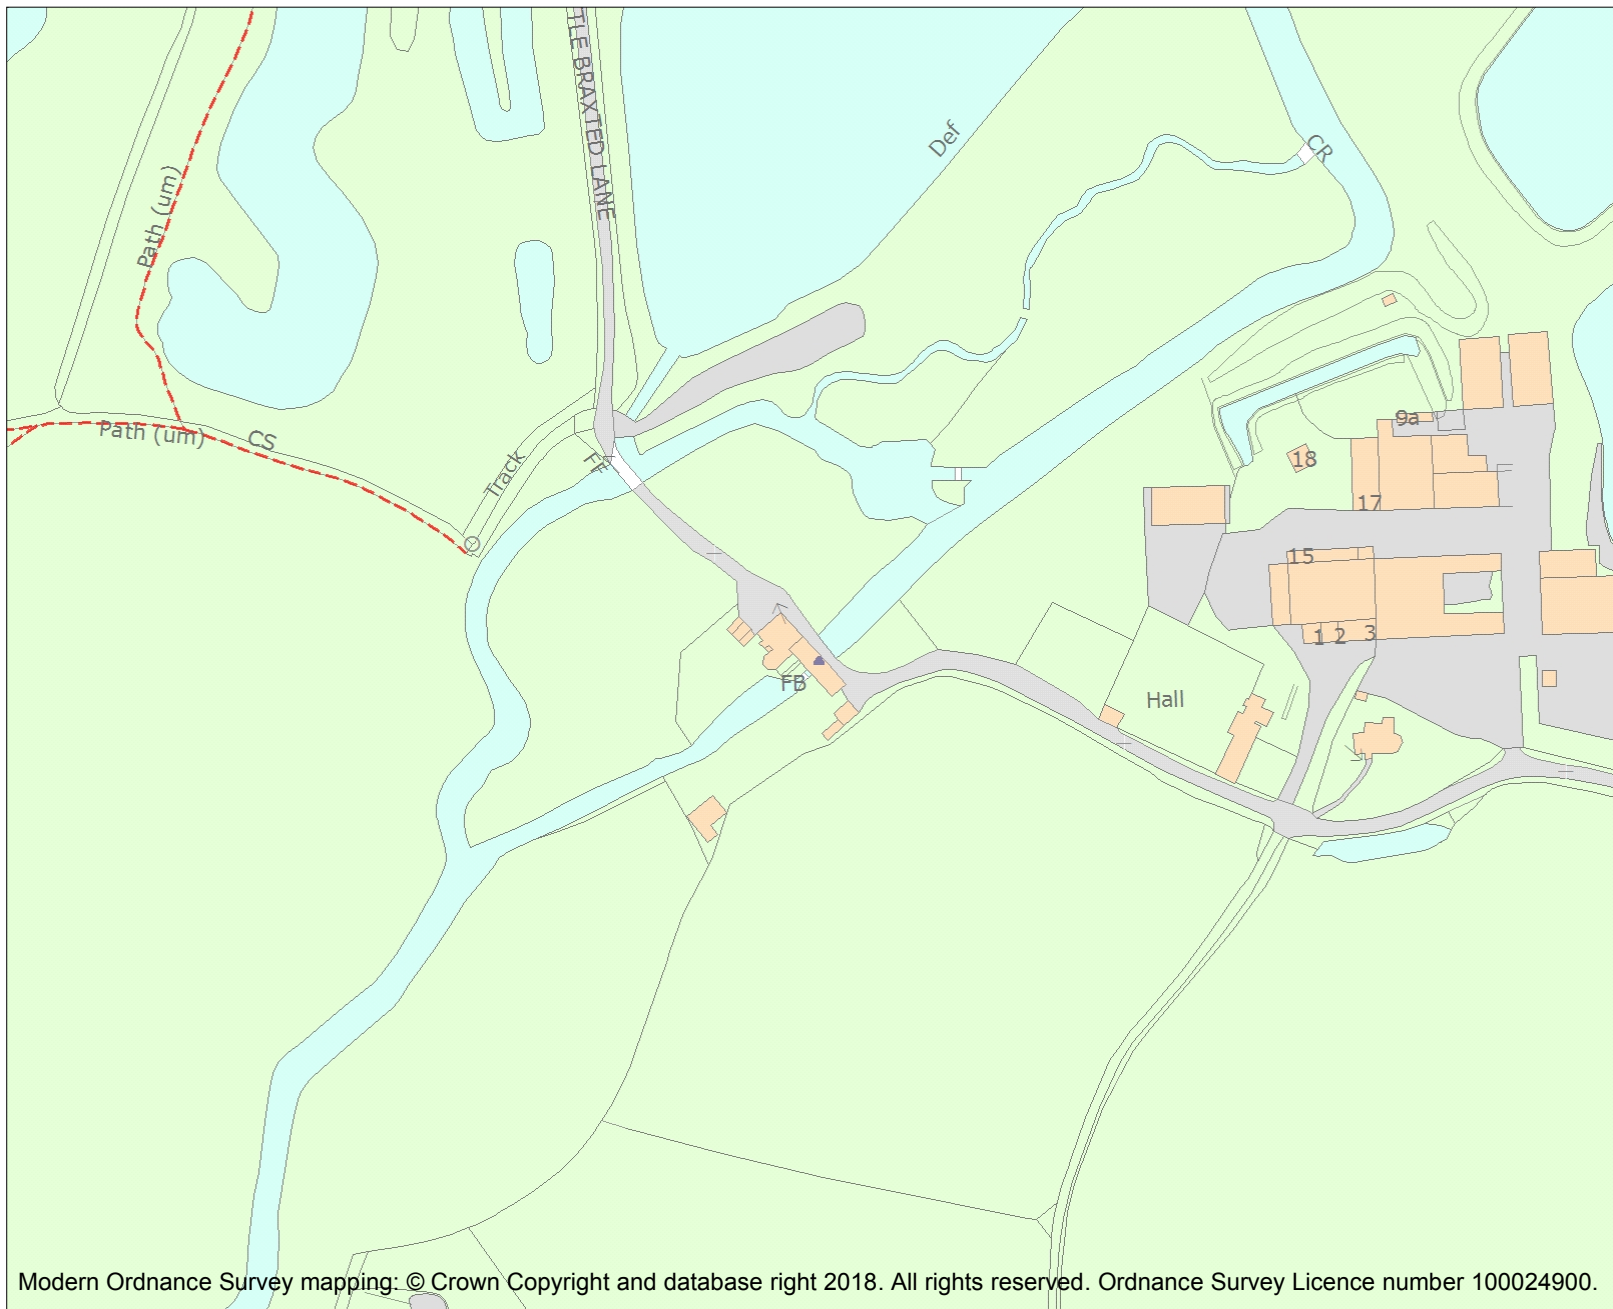 TLE BRAXTED LANE
Def
CR
Path (um)
Path (um)
CS
Track
FF
9a
18
17
15
1 2 3
FB
Hall
Modern Ordnance Survey mapping: © Crown Copyright and database right 2018. All rights reserved. Ordnance Survey Licence number 100024900.